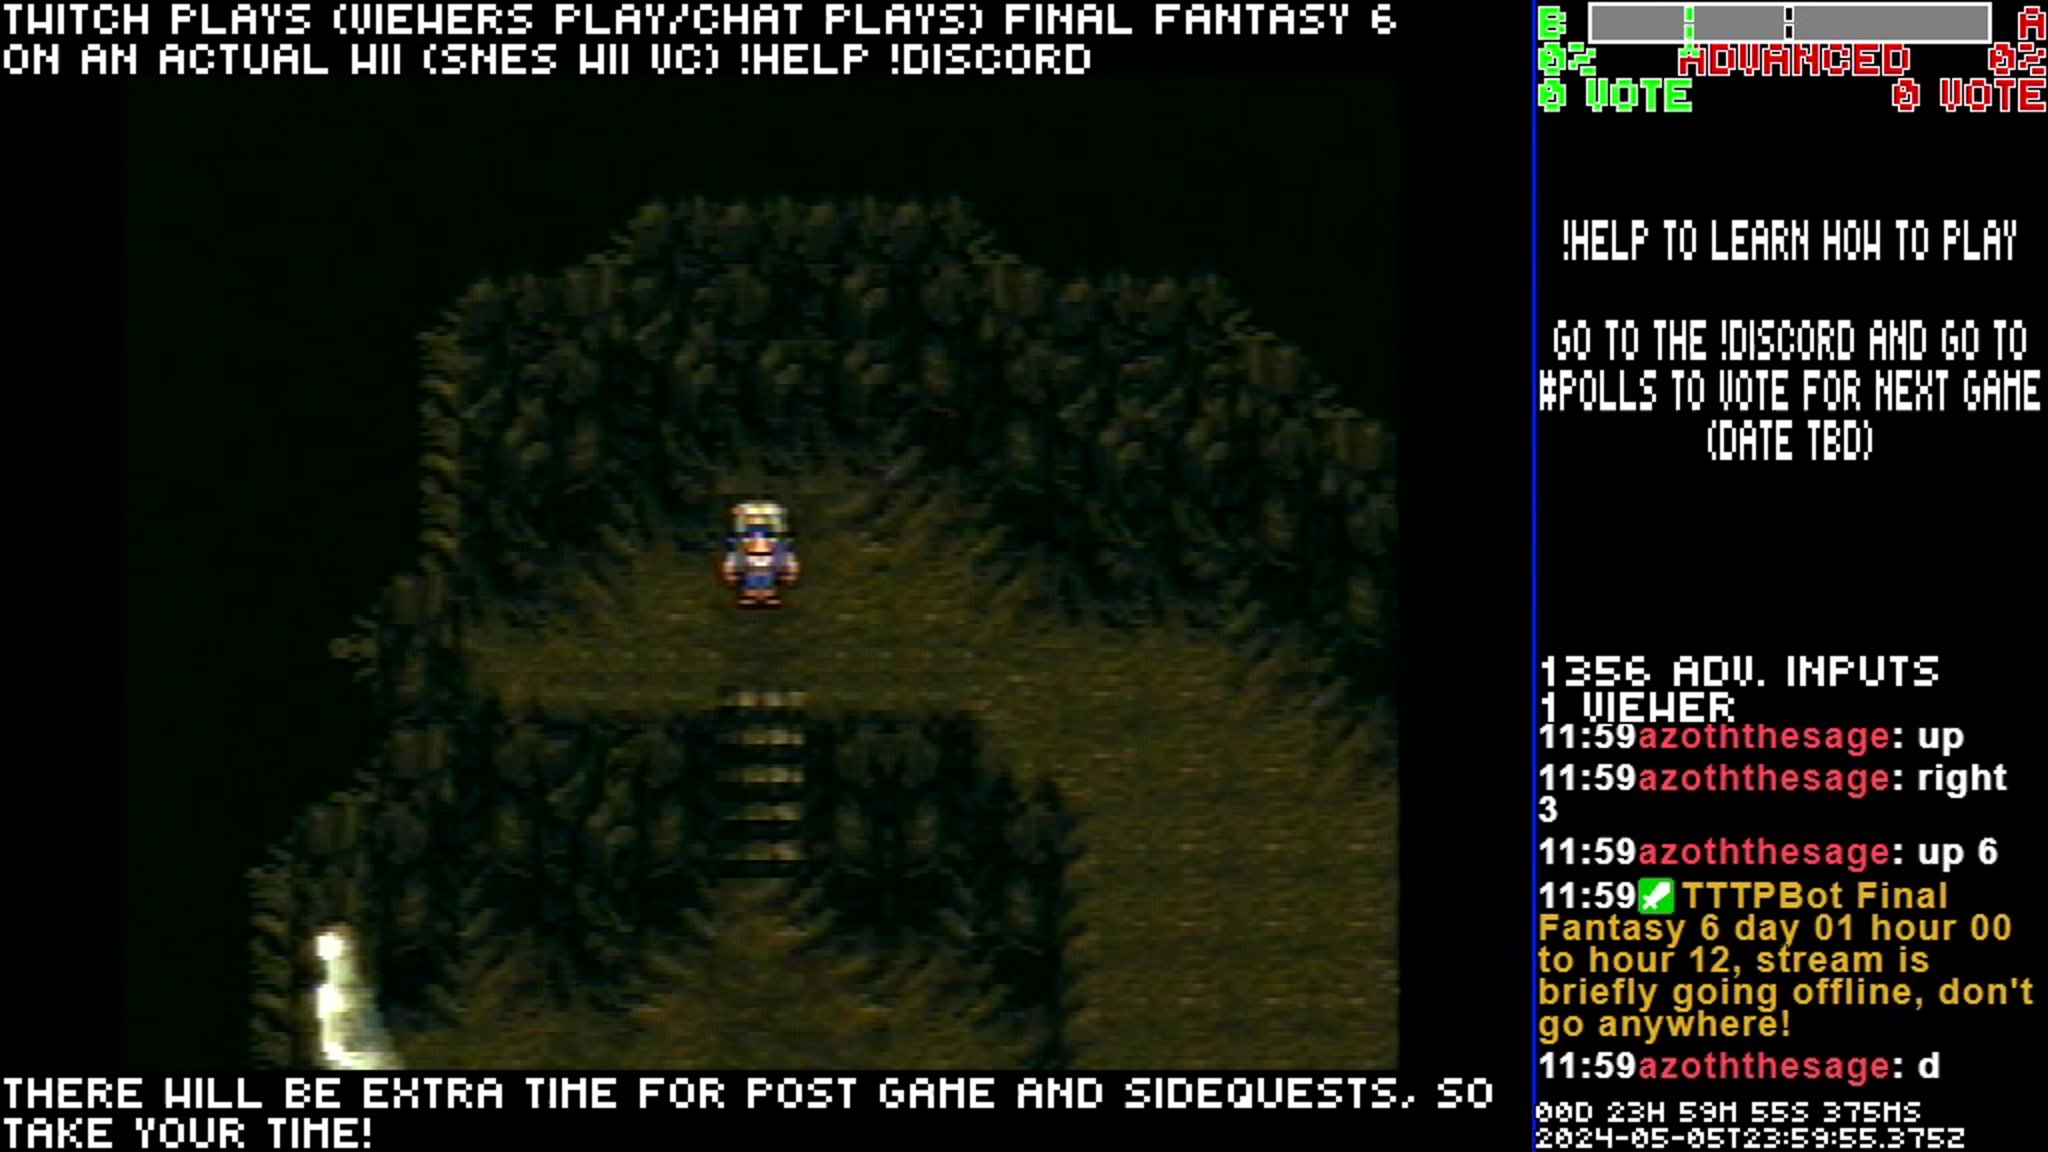 TWITCH PLAYS (VIEWERS PLAY/CHAT PLAYS) FINAL FANTASY 6
ON AN ACTUAL WII (SNES WII VC) !HELP !DISCORD
B A
0% ADVANCED 0%
0 VOTE 0 VOTE
!HELP TO LEARN HOW TO PLAY
GO TO THE !DISCORD AND GO TO
#POLLS TO VOTE FOR NEXT GAME
(DATE TBD)
1356 ADV. INPUTS
1 VIEWER
11:59azoththesage: up
11:59azoththesage: right
3
11:59azoththesage: up 6
11:59 TTTPBot Final
Fantasy 6 day 01 hour 00
to hour 12, stream is
briefly going offline, don't
go anywhere!
11:59azoththesage: d
00D 23H 59M 55S 375MS
2024-05-05T23:59:55.375Z
THERE WILL BE EXTRA TIME FOR POST GAME AND SIDEQUESTS, SO
TAKE YOUR TIME!